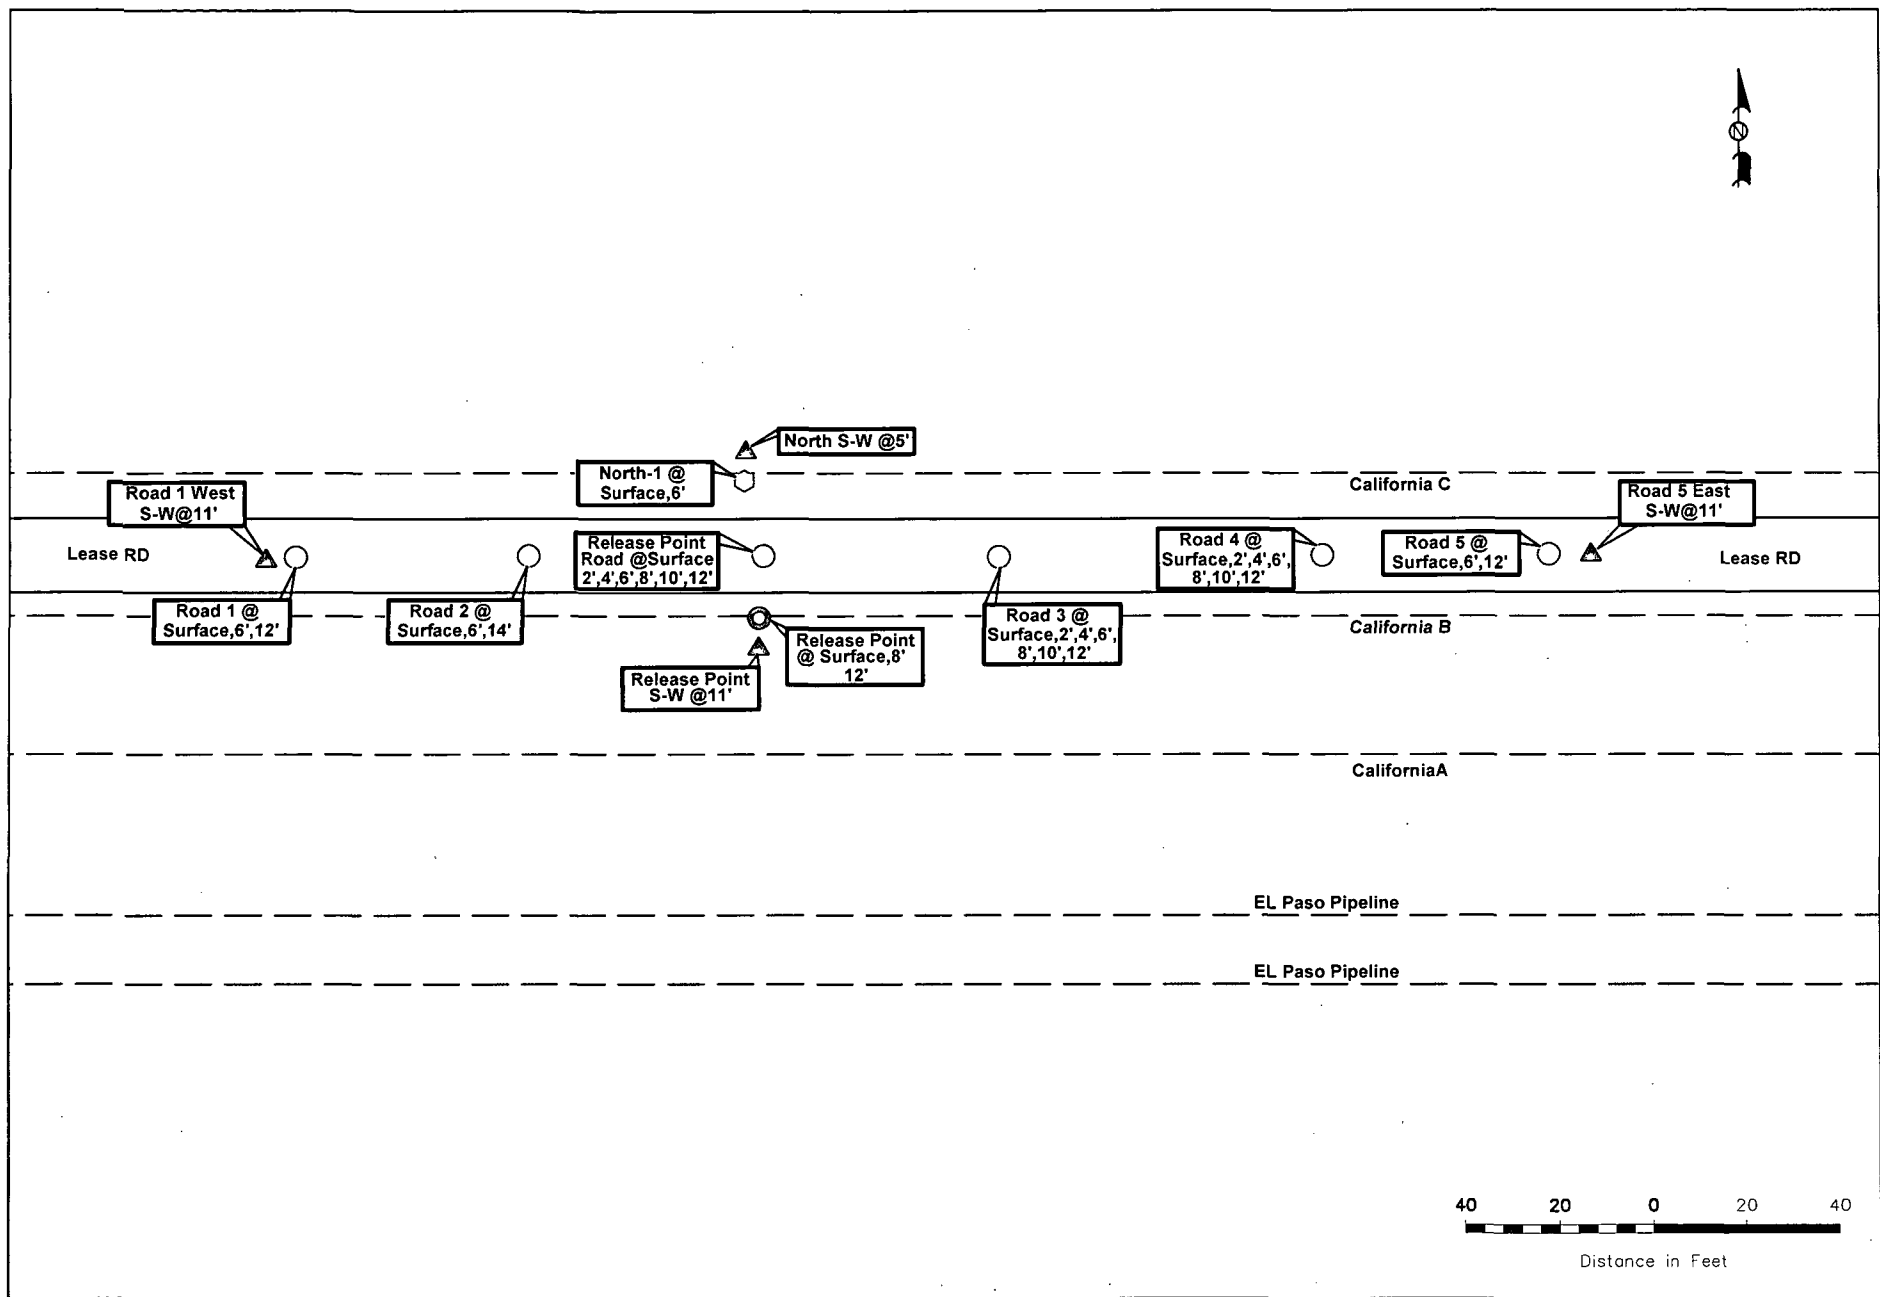 N
North S-W @5'
North-1 @
Surface,6'
California C
Road 1 West
S-W@11'
Road 5 East
S-W@11'
Lease RD
Release Point
Road @Surface
2',4',6',8',10',12'
Road 4 @
Surface,2',4',6',
8',10',12'
Road 5 @
Surface,6',12'
Lease RD
Road 1 @
Surface,6',12'
Road 2 @
Surface,6',14'
Road 3 @
Surface,2',4',6',
8',10',12'
California B
Release Point
@ Surface,8'
12'
Release Point
S-W @11'
CaliforniaA
EL Paso Pipeline
EL Paso Pipeline
40 20 0 20 40
Distance in Feet